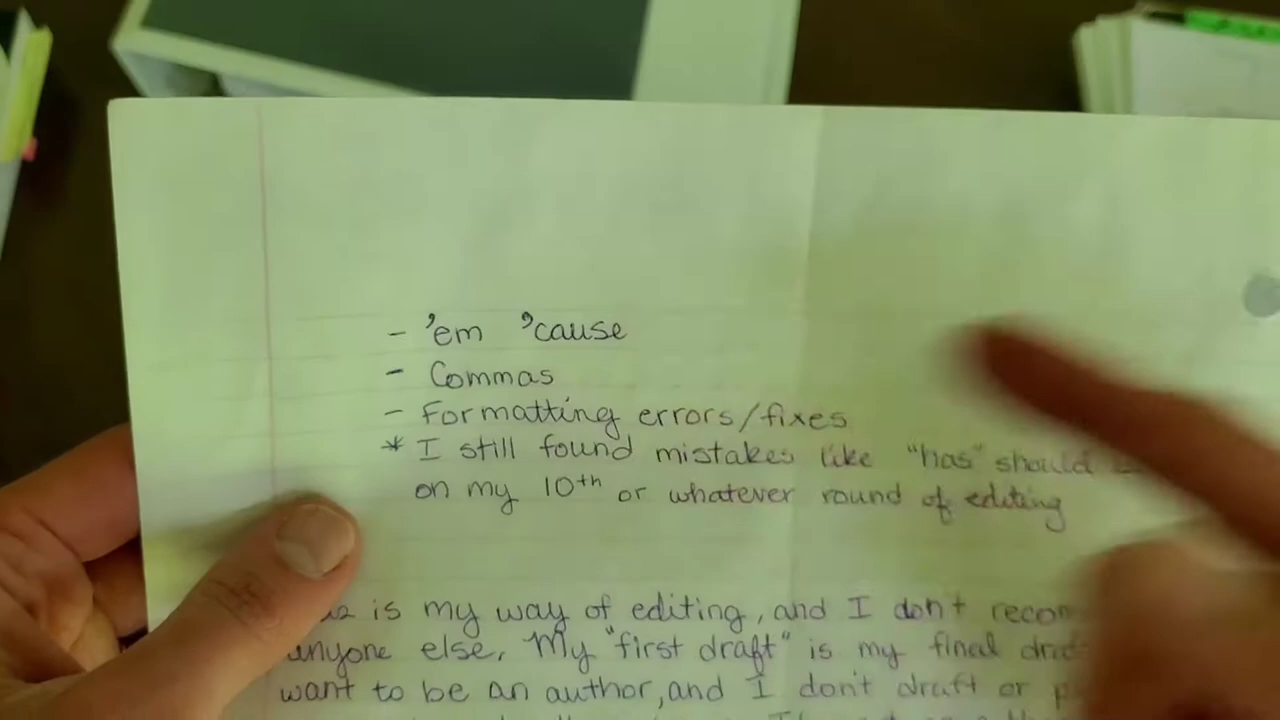 - 'em 'cause
- Commas
- Formatting errors/fixes
* I still found mistakes like "has" should
on my 10th or whatever round of editing
is my way of editing, and I don't
anyone else. My "first draft" is my final
want to be an author, and I don't draft or